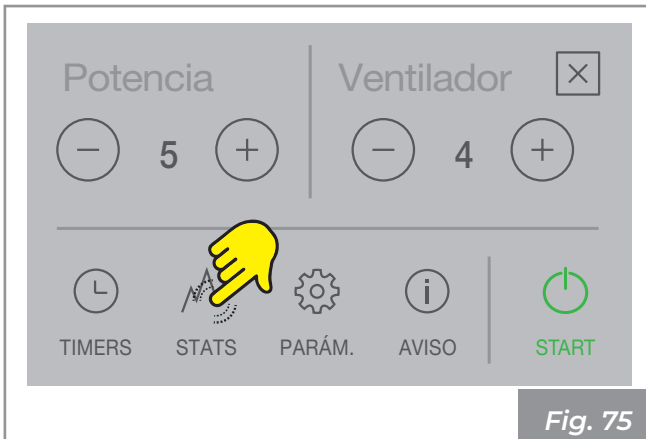 Potencia
Ventilador
5
4
TIMERS
STATS
PARÁM.
AVISO
START
Fig. 75